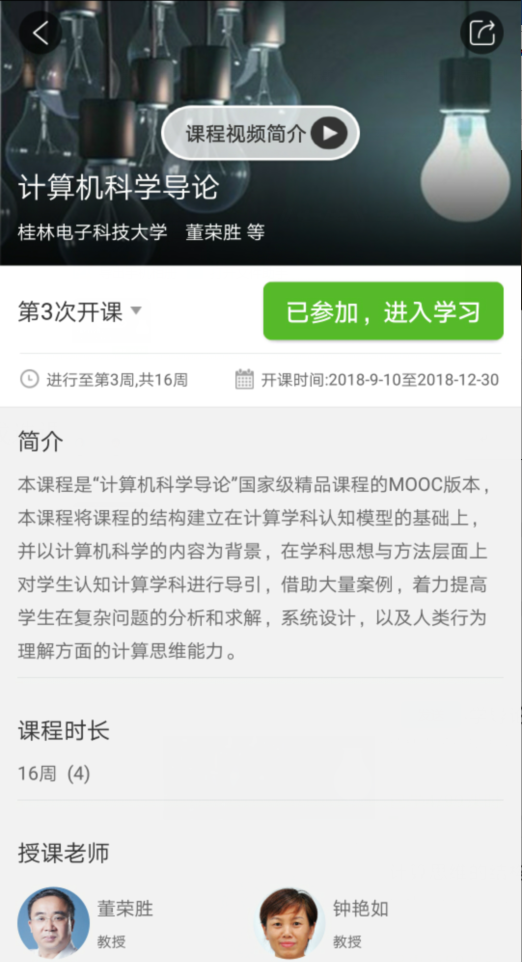 课程视频简介
计算机科学导论
桂林电子科技大学 董荣胜 等
第3次开课
已参加，进入学习
进行至第3周,共16周
开课时间:2018-9-10至2018-12-30
简介
本课程是“计算机科学导论”国家级精品课程的MOOC版本，
本课程将课程的结构建立在计算学科认知模型的基础上，
并以计算机科学的内容为背景，在学科思想与方法层面上
对学生认知计算学科进行导引，借助大量案例，着力提高
学生在复杂问题的分析和求解，系统设计，以及人类行为
理解方面的计算思维能力。
课程时长
16周 (4)
授课老师
董荣胜
钟艳如
教授
教授